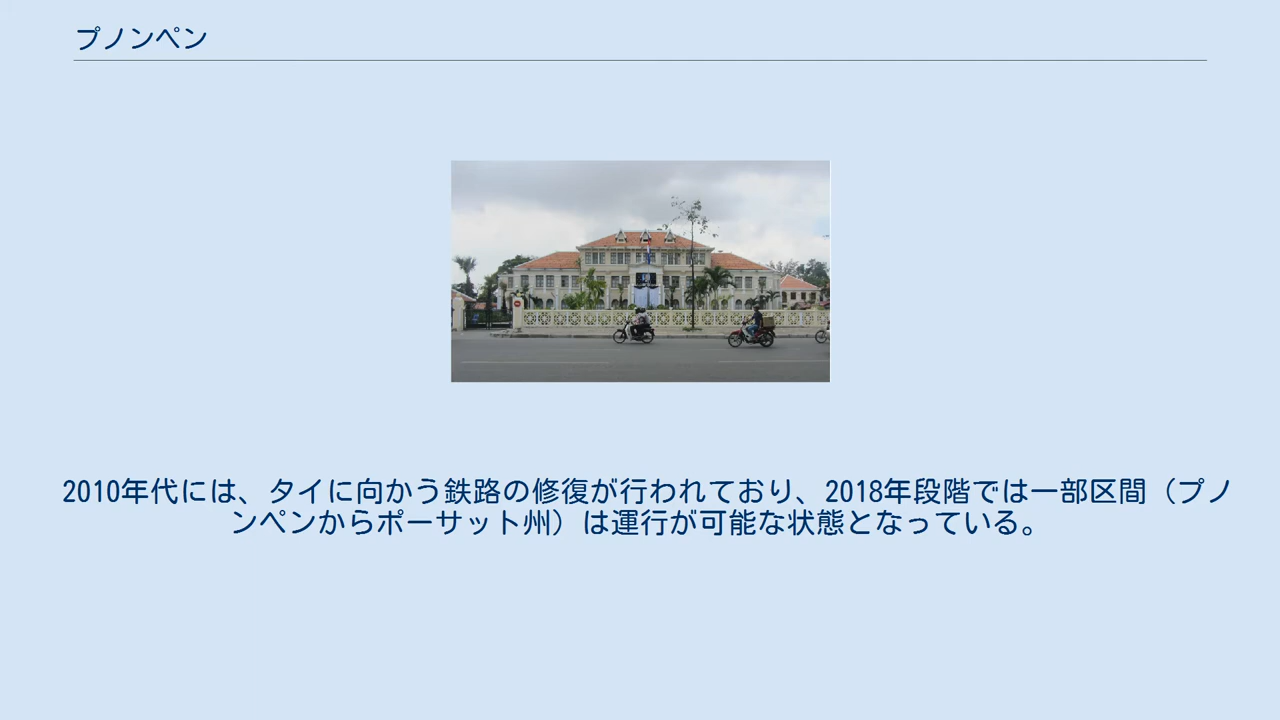 プノンペン
2010年代には、タイに向かう鉄路の修復が行われており、2018年段階では一部区間（プノ
ンペンからポーサット州）は運行が可能な状態となっている。